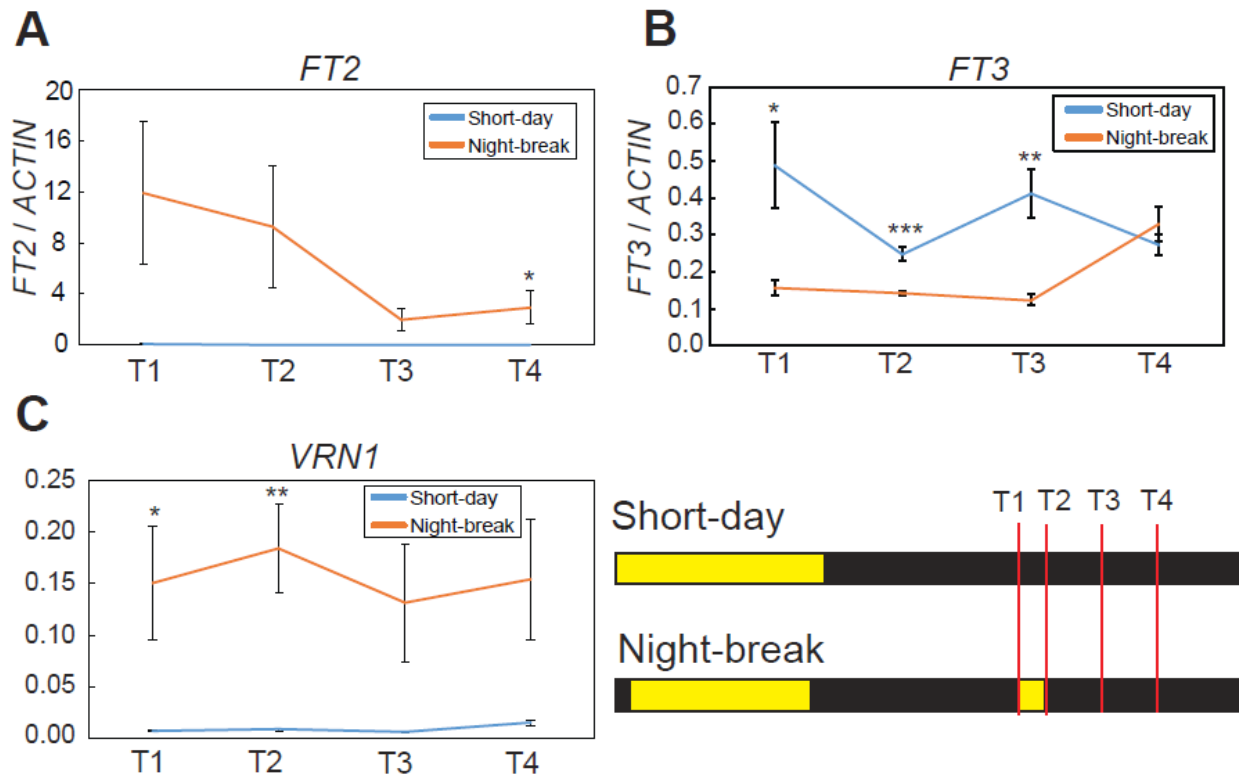 A
FT2
20
16
12
8
4
0
FT2 / ACTIN
Short-day
Night-break
*
T1 T2 T3 T4
B
FT3
0.7
0.6
0.5
0.4
0.3
0.2
0.1
0.0
FT3 / ACTIN
Short-day
Night-break
*
***
**
T1 T2 T3 T4
C
VRN1
0.25
0.20
0.15
0.10
0.05
0.00
Short-day
Night-break
*
**
T1 T2 T3 T4
T1 T2 T3 T4
Short-day
Night-break